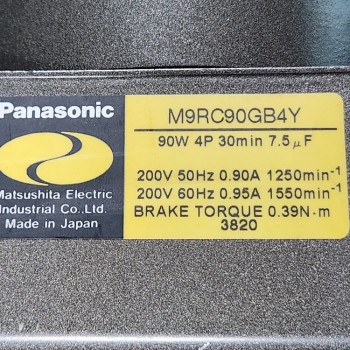 Panasonic
Matsushita Electric
Industrial Co.,Ltd.
Made in Japan
M9RC90GB4Y
90W 4P 30min 7.5μF
200V 50Hz 0.90A 1250min⁻¹
200V 60Hz 0.95A 1550min⁻¹
BRAKE TORQUE 0.39N·m
3820